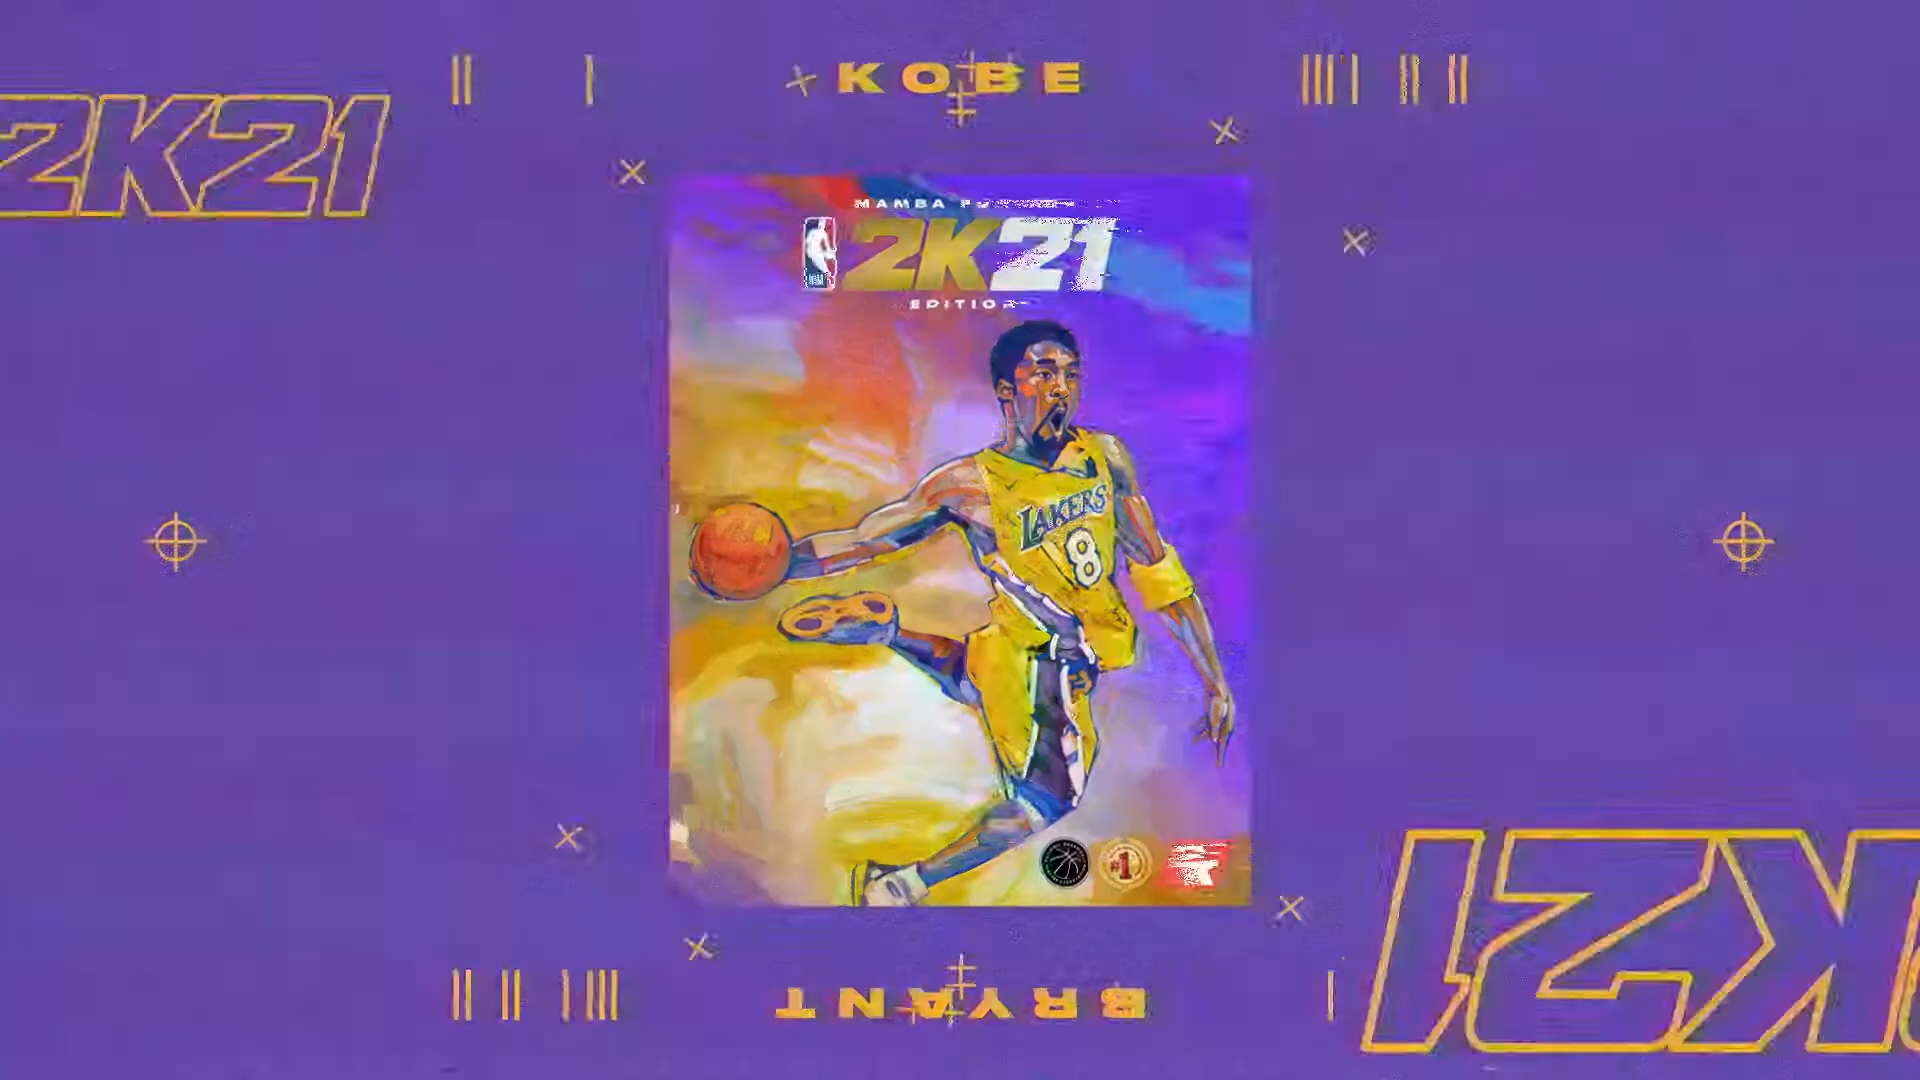 KOBE
2K21
MAMBA
2K21
EDITION
LAKERS
8
#1
2K21
BRYANT